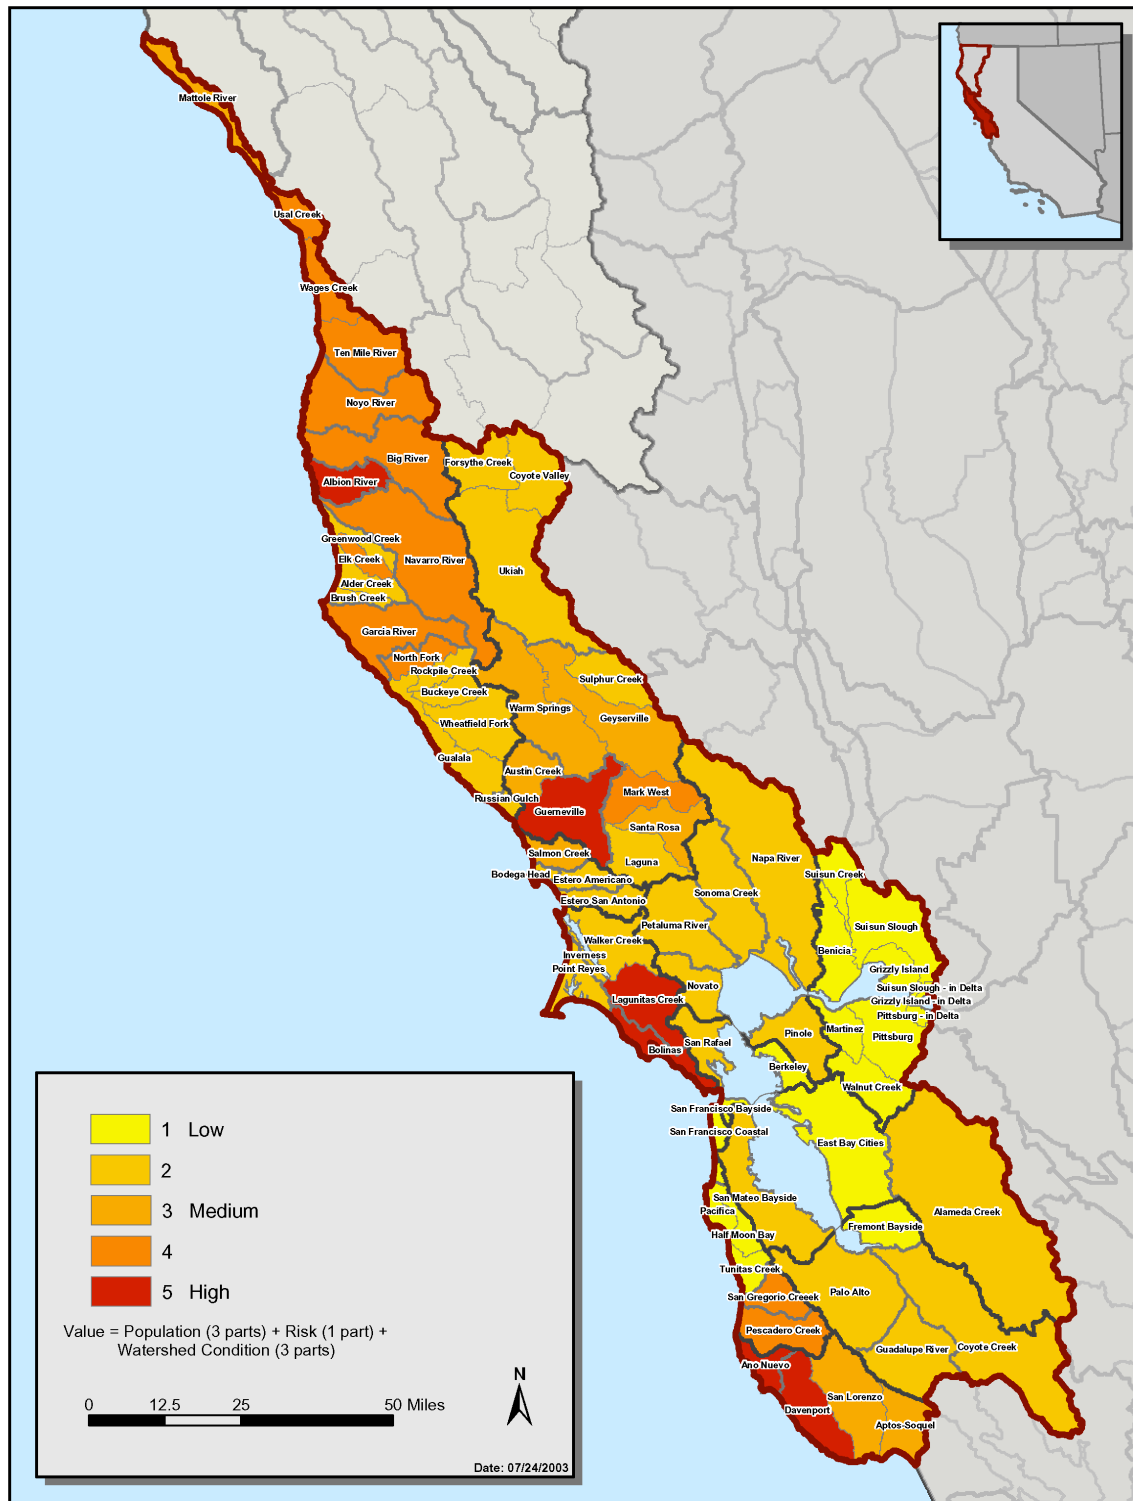 Mattole River
Usal Creek
Wages Creek
Ten Mile River
Noyo River
Big River
Forsythe Creek
Coyote Valley
Albion River
Greenwood Creek
Elk Creek
Navarro River
Ukiah
Alder Creek
Brush Creek
Garcia River
North Fork
Rockpile Creek
Sulphur Creek
Buckeye Creek
Warm Springs
Geyserville
Wheatfield Fork
Gualala
Austin Creek
Mark West
Russian Gulch
Guerneville
Santa Rosa
Salmon Creek
Laguna
Napa River
Suisun Creek
Bodega Head
Estero Americano
Sonoma Creek
Estero San Antonio
Petaluma River
Suisun Slough
Walker Creek
Benicia
Inverness
Point Reyes
Grizzly Island
Novato
Suisun Slough - in Delta
Lagunitas Creek
Grizzly Island - in Delta
Pittsburg - in Delta
Martinez
Pinole
Pittsburg
San Rafael
Bolinas
Berkeley
Walnut Creek
San Francisco Bayside
San Francisco Coastal
East Bay Cities
San Mateo Bayside
Pacifica
Alameda Creek
Fremont Bayside
Half Moon Bay
Tunitas Creek
Palo Alto
San Gregorio Creeek
Pescadero Creek
Guadalupe River
Coyote Creek
Ano Nuevo
San Lorenzo
Davenport
Aptos-Soquel
1 Low
2
3 Medium
4
5 High
Value = Population (3 parts) + Risk (1 part) +
Watershed Condition (3 parts)
N
0 12.5 25 50 Miles
Date: 07/24/2003